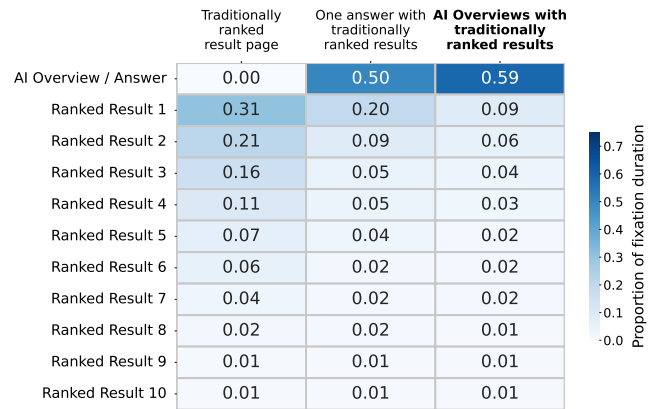 Traditionally
ranked
result page
One answer with
traditionally
ranked results
AI Overviews with
traditionally
ranked results
AI Overview / Answer 0.00 0.50 0.59
Ranked Result 1 0.31 0.20 0.09
Ranked Result 2 0.21 0.09 0.06
Ranked Result 3 0.16 0.05 0.04
Ranked Result 4 0.11 0.05 0.03
Ranked Result 5 0.07 0.04 0.02
Ranked Result 6 0.06 0.02 0.02
Ranked Result 7 0.04 0.02 0.02
Ranked Result 8 0.02 0.02 0.01
Ranked Result 9 0.01 0.01 0.01
Ranked Result 10 0.01 0.01 0.01
0.7
0.6
0.5
0.4
0.3
0.2
0.1
0.0
Proportion of fixation duration